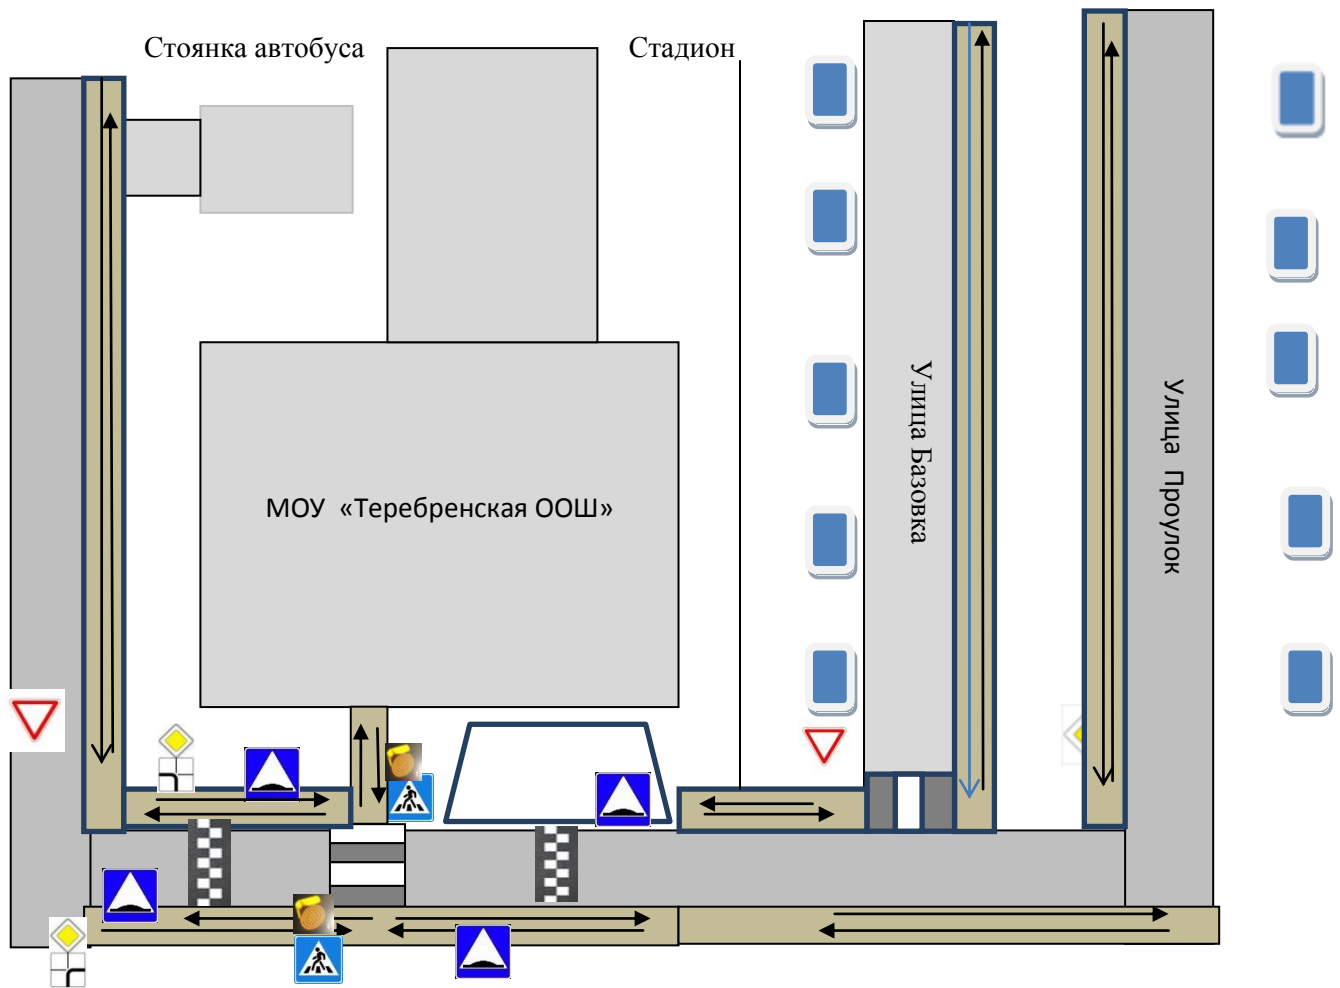 Стоянка автобуса
Стадион
МОУ «Теребренская ООШ»
Улица Базовка
Улица Проулок